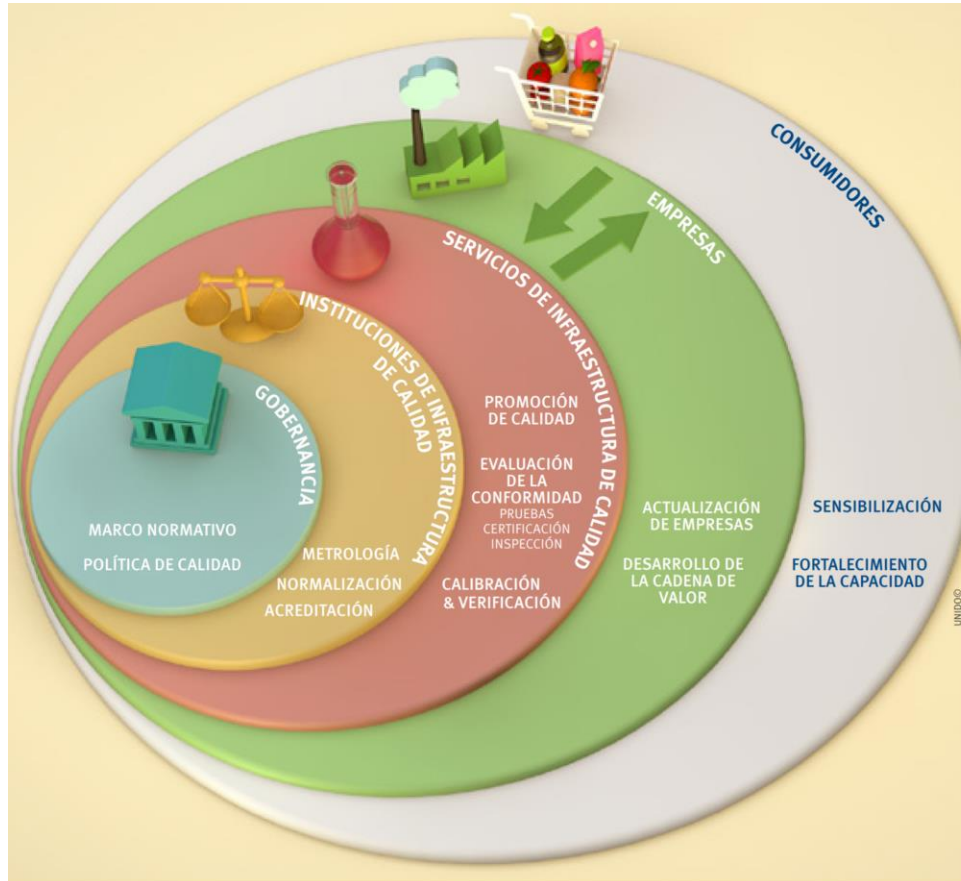 CONSUMIDORES
EMPRESAS
SERVICIOS DE INFRAESTRUCTURA DE CALIDAD
INSTITUCIONES DE INFRAESTRUCTURA
DE CALIDAD
GOBERNANCIA
MARCO NORMATIVO
POLÍTICA DE CALIDAD
METROLOGÍA
NORMALIZACIÓN
ACREDITACIÓN
PROMOCIÓN
DE CALIDAD
EVALUACIÓN
DE LA
CONFORMIDAD
PRUEBAS
CERTIFICACIÓN
INSPECCIÓN
CALIBRACIÓN
& VERIFICACIÓN
ACTUALIZACIÓN
DE EMPRESAS
DESARROLLO DE
LA CADENA DE
VALOR
SENSIBILIZACIÓN
FORTALECIMIENTO
DE LA CAPACIDAD
UNIDO©